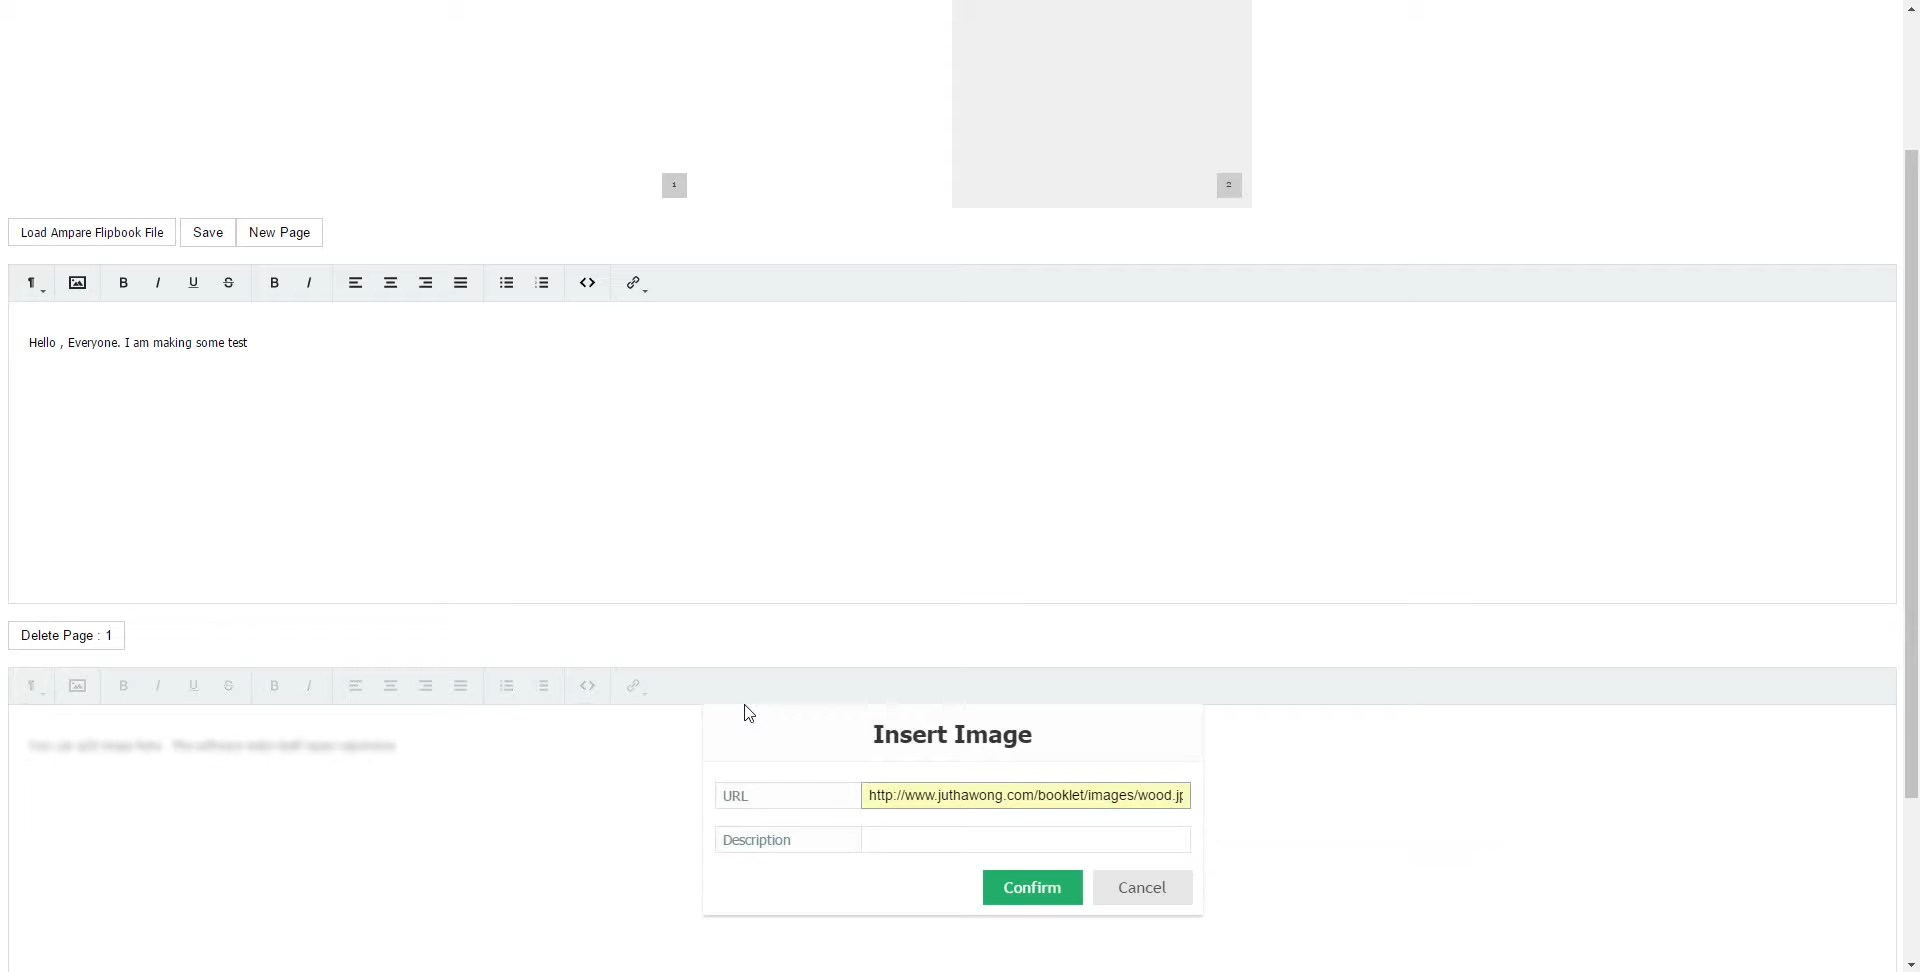 1
2
Load Ampare Flipbook File
Save
New Page
Hello , Everyone. I am making some test
Delete Page : 1
Insert Image
URL
http://www.juthawong.com/booklet/images/wood.jp
Description
Confirm
Cancel